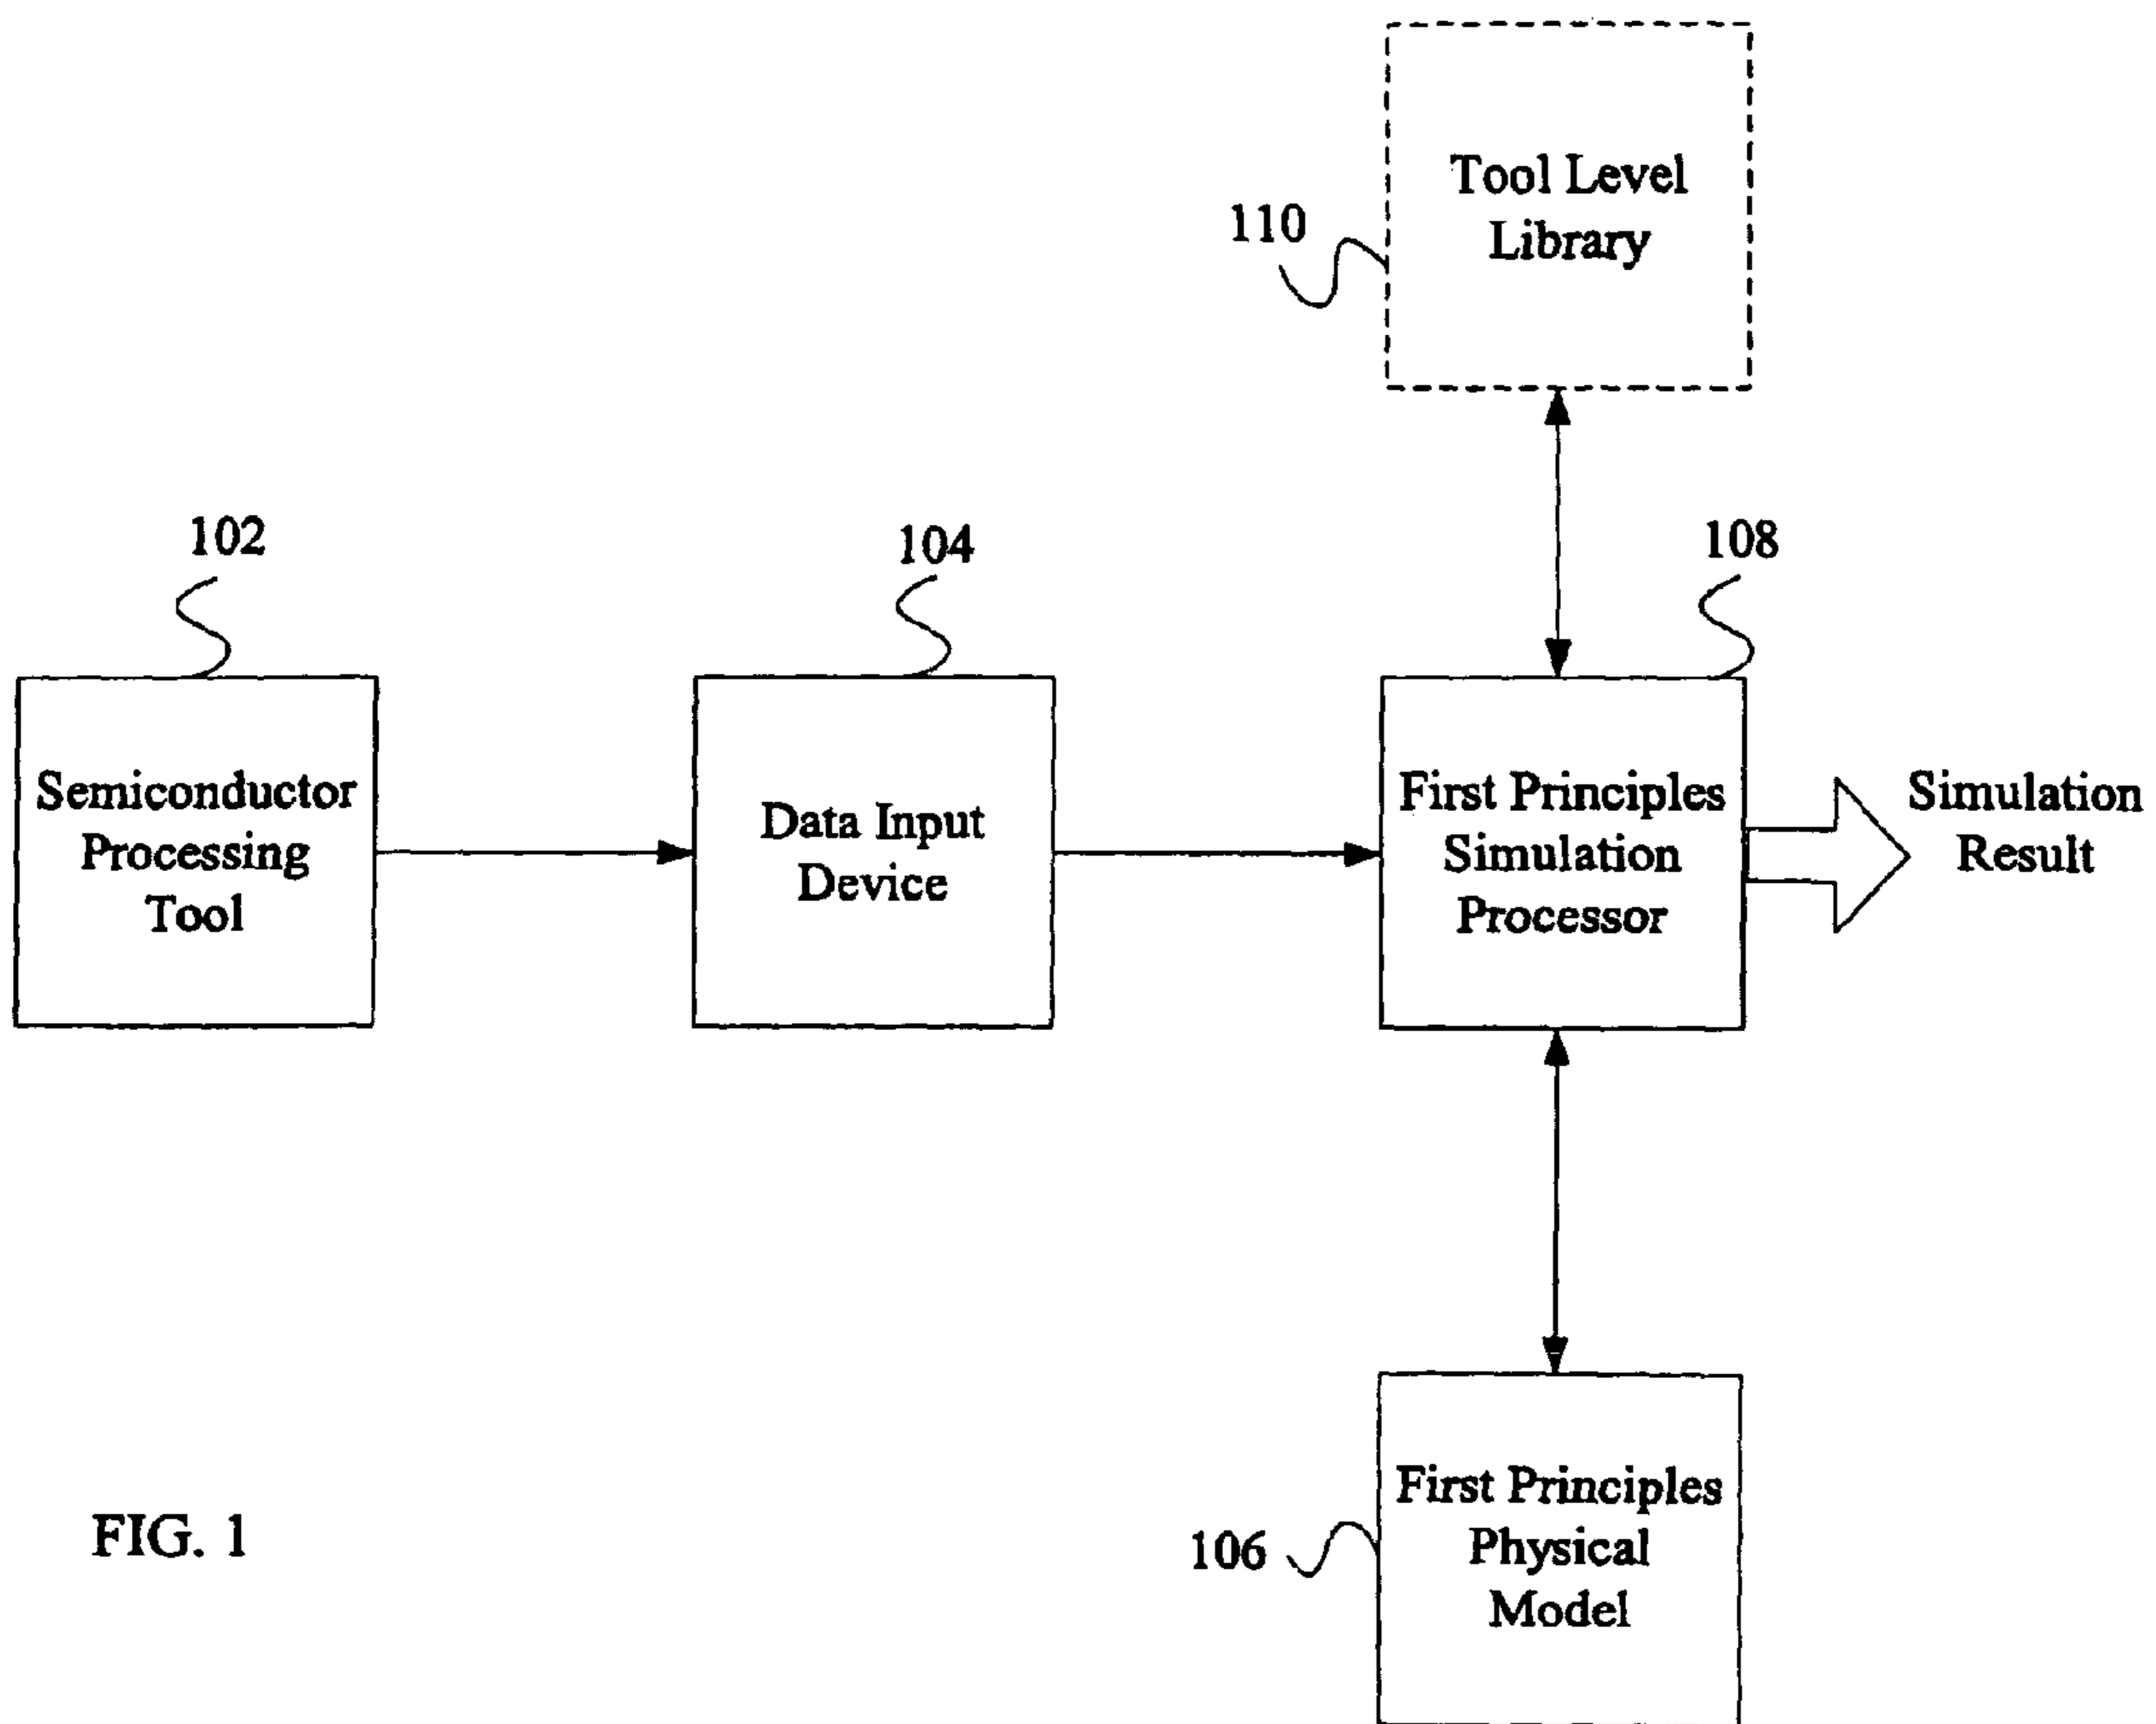 Tool Level
Library
110
102
104
108
Semiconductor
Processing
Tool
Data Input
Device
First Principles
Simulation
Processor
Simulation
Result
First Principles
Physical
Model
106
FIG. 1